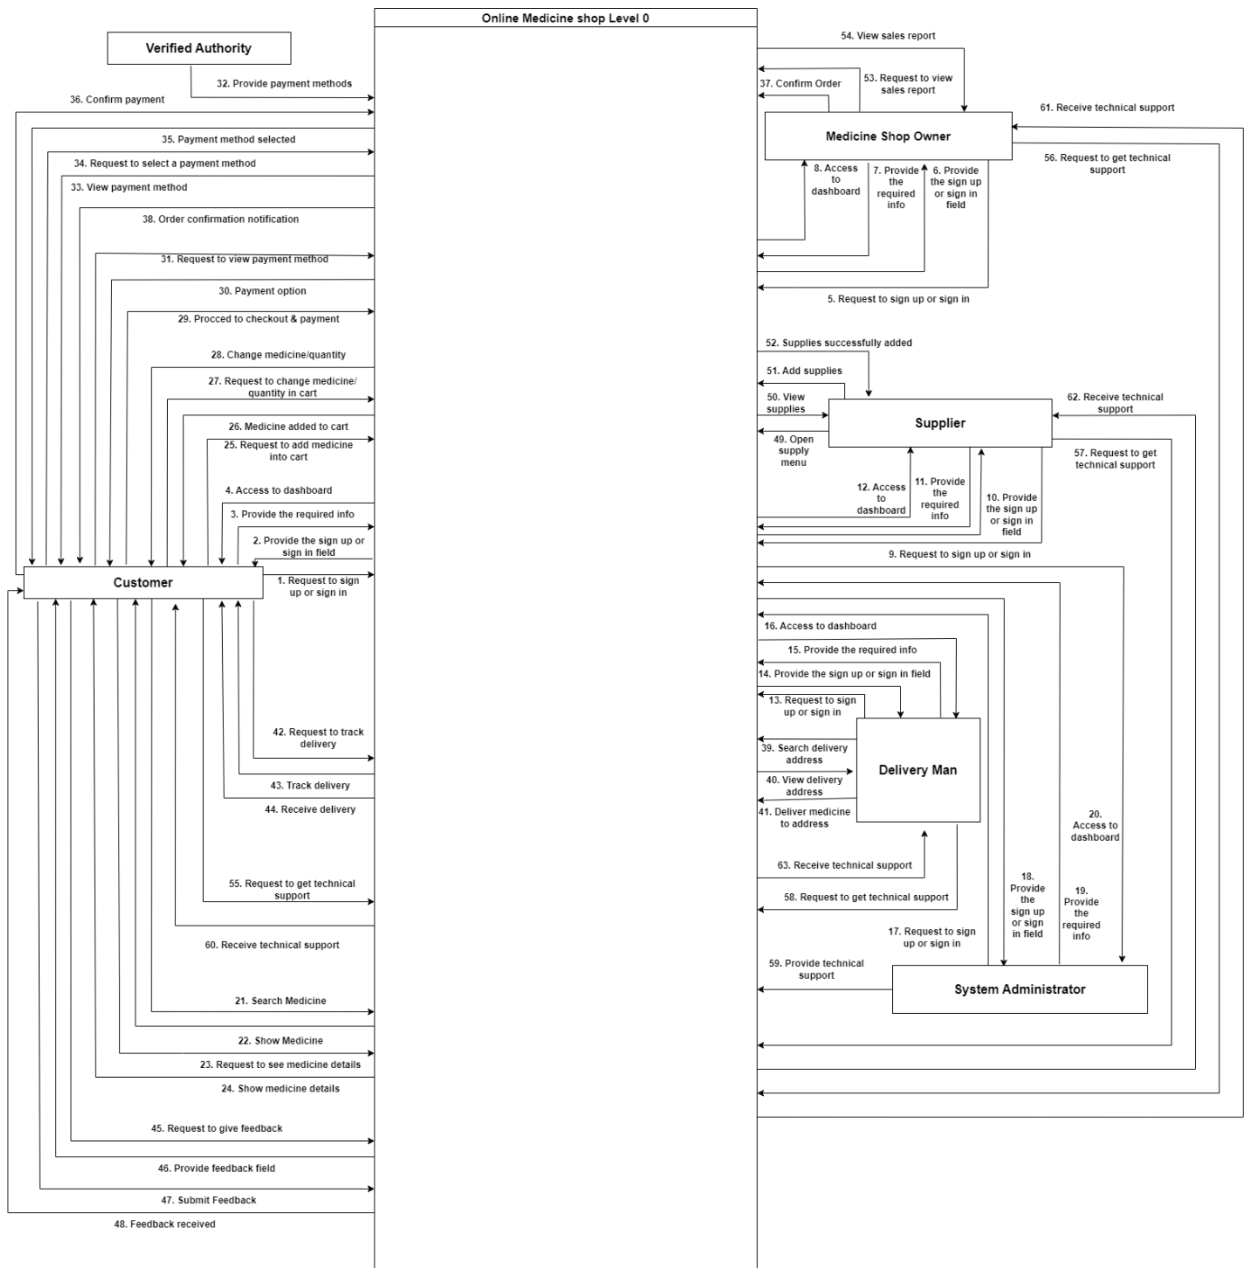 Online Medicine shop Level 0
Verified Authority
32. Provide payment methods
36. Confirm payment
35. Payment method selected
34. Request to select a payment method
33. View payment method
38. Order confirmation notification
31. Request to view payment method
30. Payment option
29. Procced to checkout & payment
28. Change medicine/quantity
27. Request to change medicine/
quantity in cart
26. Medicine added to cart
25. Request to add medicine
into cart
4. Access to dashboard
3. Provide the required info
2. Provide the sign up or
sign in field
Customer
1. Request to sign
up or sign in
42. Request to track
delivery
43. Track delivery
44. Receive delivery
55. Request to get technical
support
60. Receive technical support
21. Search Medicine
22. Show Medicine
23. Request to see medicine details
24. Show medicine details
45. Request to give feedback
46. Provide feedback field
47. Submit Feedback
48. Feedback received
54. View sales report
53. Request to view
sales report
37. Confirm Order
61. Receive technical support
Medicine Shop Owner
56. Request to get technical
support
8. Access
to
dashboard
7. Provide
the
required
info
6. Provide
the sign up
or sign in
field
5. Request to sign up or sign in
52. Supplies successfully added
51. Add supplies
50. View
supplies
62. Receive technical
support
Supplier
49. Open
supply
menu
57. Request to get
technical support
12. Access
to
dashboard
11. Provide
the
required
info
10. Provide
the sign up
or sign in
field
9. Request to sign up or sign in
16. Access to dashboard
15. Provide the required info
14. Provide the sign up or sign in field
13. Request to sign
up or sign in
39. Search delivery
address
Delivery Man
40. View delivery
address
41. Deliver medicine
to address
20.
Access to
dashboard
63. Receive technical support
58. Request to get technical support
18.
Provide
the
sign up
or sign
in field
19.
Provide
the
required
info
17. Request to sign
up or sign in
59. Provide technical
support
System Administrator